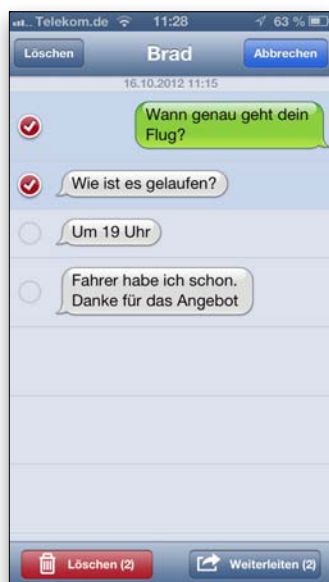 Telekom.de 11:28 63 %
Löschen Brad Abbrechen
16.10.2012 11:15
Wann genau geht dein
Flug?
Wie ist es gelaufen?
Um 19 Uhr
Fahrer habe ich schon.
Danke für das Angebot
Löschen (2) Weiterleiten (2)